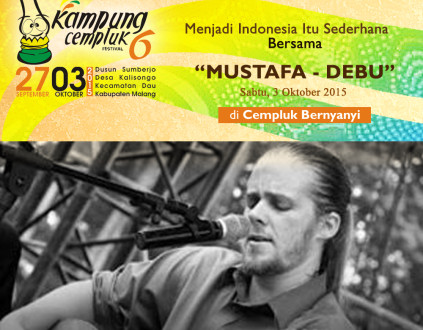 Kampung
cempluk
FESTIVAL 6
27 03
SEPTEMBER OKTOBER
2015
Dusun Sumberjo
Desa Kalisongo
Kecamatan Dau
Kabupaten Malang
Menjadi Indonesia Itu Sederhana
Bersama
“MUSTAFA - DEBU”
Sabtu, 3 Oktober 2015
di Cempluk Bernyanyi